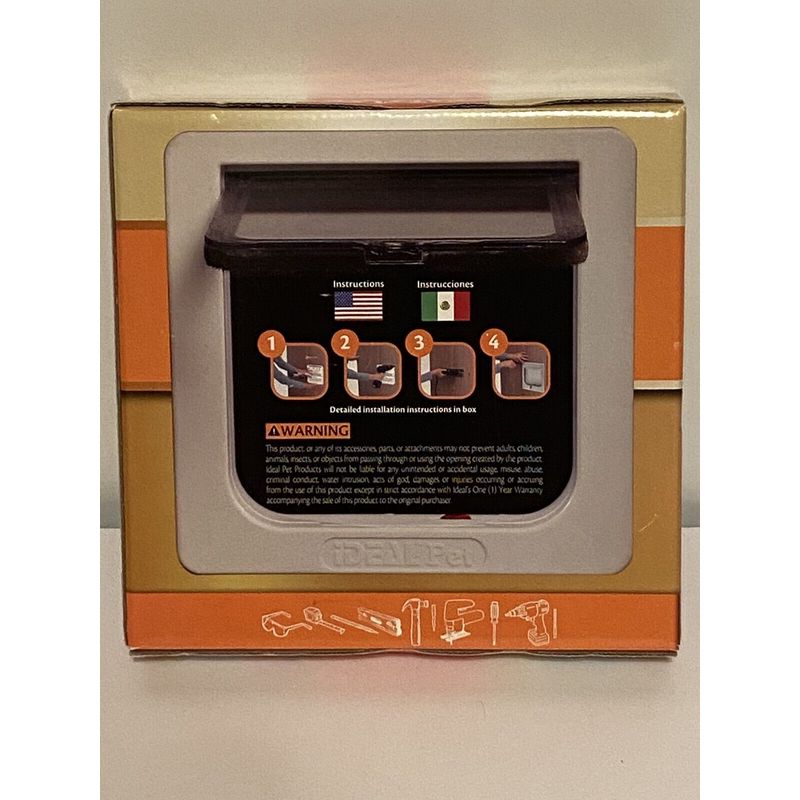 Instructions Instrucciones
1 2 3 4
Detailed installation instructions in box
WARNING
This product, or any of its accessories, parts, or attachments may not prevent adults, children,
animals, insects, or objects from passing through or using the opening created by the product.
Ideal Pet Products will not be liable for any unintended or accidental usage, misuse, abuse,
criminal conduct, water intrusion, acts of god, damages or injuries occurring or accruing
from the use of this product except in strict accordance with Ideal's One (1) Year Warranty
accompanying the sale of this product to the original purchaser.
iDEAL Pet